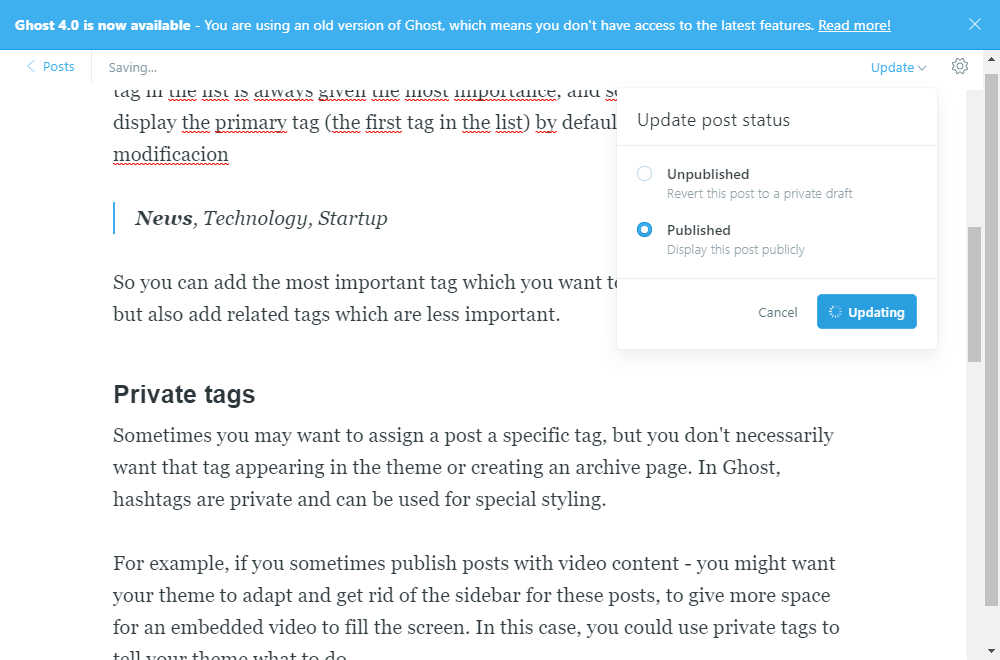 Ghost 4.0 is now available - You are using an old version of Ghost, which means you don't have access to the latest features. Read more!
Posts
Saving...
Update
tag in the list is always given the most importance, and
display the primary tag (the first tag in the list) by
modificacion
News, Technology, Startup
So you can add the most important tag which you want
but also add related tags which are less important.
Update post status
Unpublished
Revert this post to a private draft
Published
Display this post publicly
Cancel
Updating
Private tags
Sometimes you may want to assign a post a specific tag, but you don't necessarily
want that tag appearing in the theme or creating an archive page. In Ghost,
hashtags are private and can be used for special styling.
For example, if you sometimes publish posts with video content - you might want
your theme to adapt and get rid of the sidebar for these posts, to give more space
for an embedded video to fill the screen. In this case, you could use private tags to
tell your theme what to do